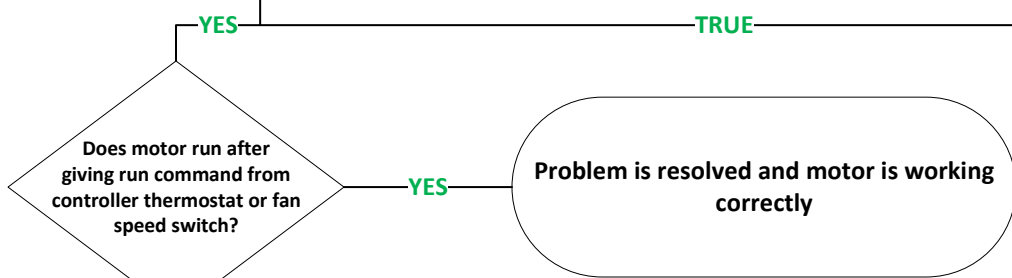 YES
TRUE
Does motor run after
giving run command from
controller thermostat or fan
speed switch?
YES
Problem is resolved and motor is working
correctly